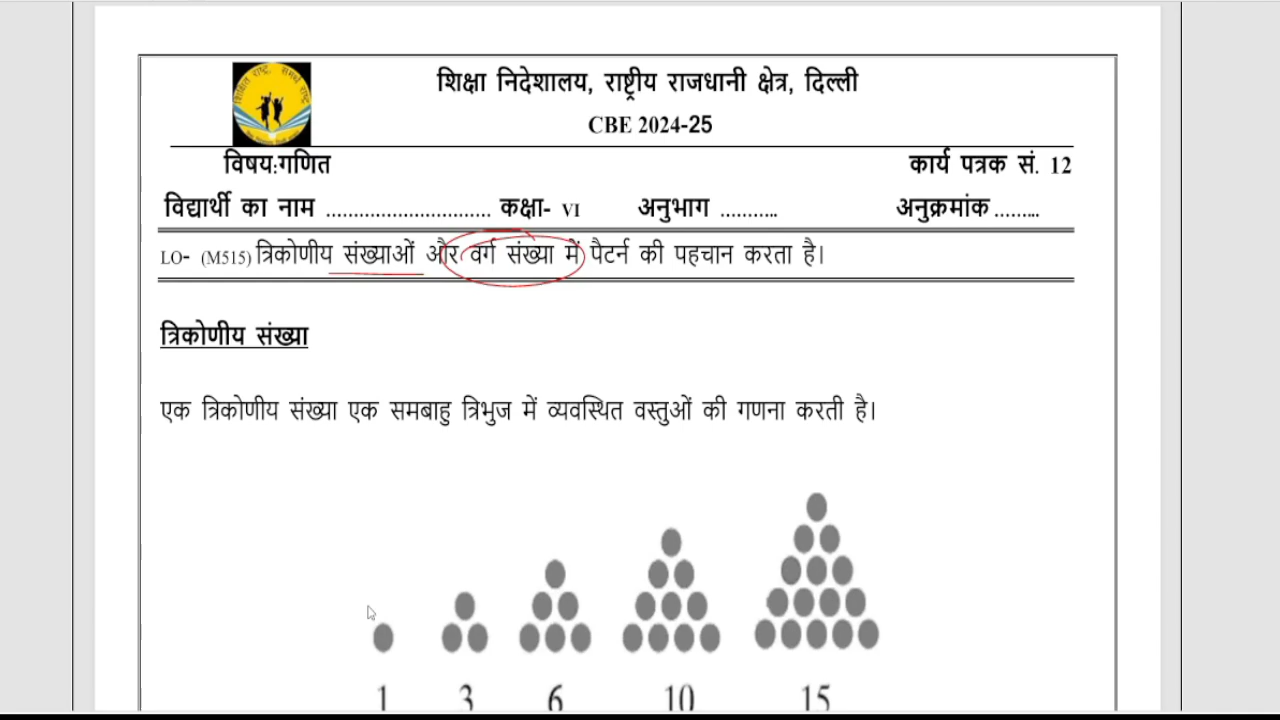 शिक्षित राष्ट्र, समर्थ राष्ट्र
शिक्षा निदेशालय, राष्ट्रीय राजधानी क्षेत्र, दिल्ली
CBE 2024-25
विषय:गणित कार्य पत्रक सं. 12
विद्यार्थी का नाम ............................... कक्षा- VI अनुभाग ........... अनुक्रमांक .........
LO- (M515) त्रिकोणीय संख्याओं और वर्ग संख्या में पैटर्न की पहचान करता है।
त्रिकोणीय संख्या
एक त्रिकोणीय संख्या एक समबाहु त्रिभुज में व्यवस्थित वस्तुओं की गणना करती है।
1 3 6 10 15